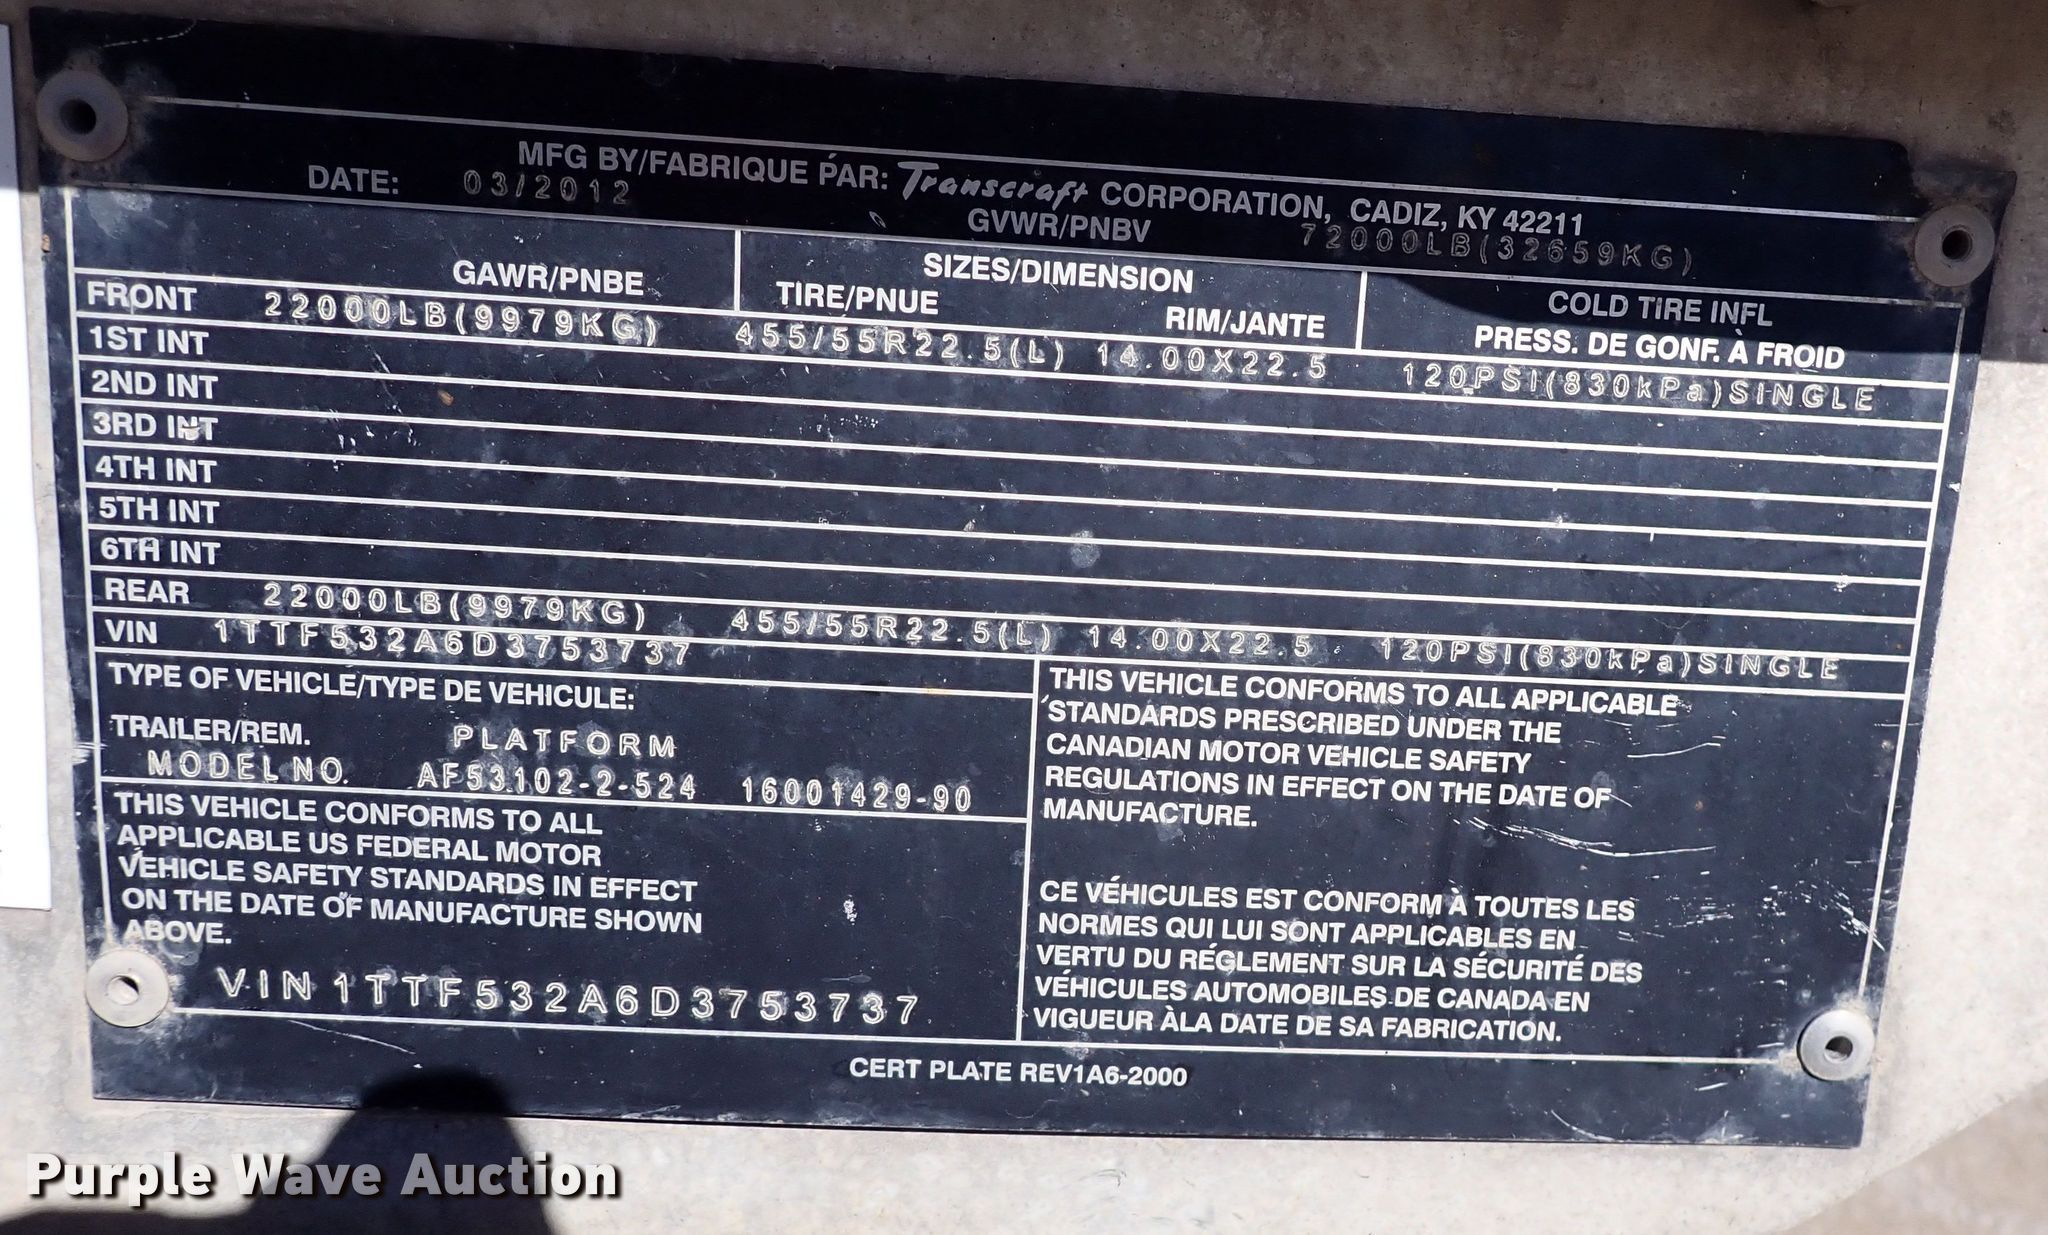 MFG BY/FABRIQUE PAR: Transcraft CORPORATION, CADIZ, KY 42211
DATE: 03/2012 GVWR/PNBV 72000LB(32659KG)
GAWR/PNBE SIZES/DIMENSION COLD TIRE INFL
TIRE/PNUE RIM/JANTE PRESS. DE GONF. À FROID
FRONT 22000LB(9979KG) 455/55R22.5(L) 14.00X22.5 120PSI(830kPa)SINGLE
1ST INT
2ND INT
3RD INT
4TH INT
5TH INT
6TH INT
REAR 22000LB(9979KG) 455/55R22.5(L) 14.00X22.5 120PSI(830kPa)SINGLE
VIN 1TTF532A6D3753737
TYPE OF VEHICLE/TYPE DE VEHICULE:
TRAILER/REM. PLATFORM
MODEL NO. AF53102-2-524 16001429-90
THIS VEHICLE CONFORMS TO ALL
APPLICABLE US FEDERAL MOTOR
VEHICLE SAFETY STANDARDS IN EFFECT
ON THE DATE OF MANUFACTURE SHOWN
ABOVE.
VIN 1TTF532A6D3753737
THIS VEHICLE CONFORMS TO ALL APPLICABLE
STANDARDS PRESCRIBED UNDER THE
CANADIAN MOTOR VEHICLE SAFETY
REGULATIONS IN EFFECT ON THE DATE OF
MANUFACTURE.
CE VÉHICULES EST CONFORM À TOUTES LES
NORMES QUI LUI SONT APPLICABLES EN
VERTU DU RÉGLEMENT SUR LA SÉCURITÉ DES
VÉHICULES AUTOMOBILES DE CANADA EN
VIGUEUR ÀLA DATE DE SA FABRICATION.
CERT PLATE REV1A6-2000
Purple Wave Auction